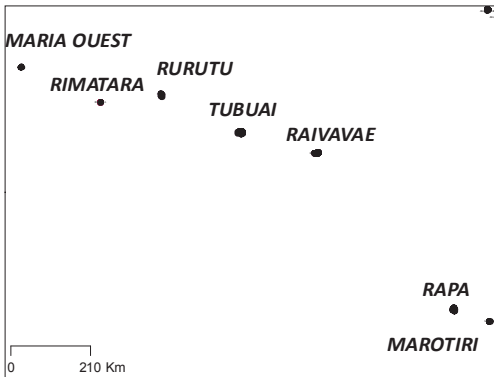 MARIA OUEST
RURUTU
RIMATARA
TUBUAI
RAIVAVAE
RAPA
MAROTIRI
0 210 Km